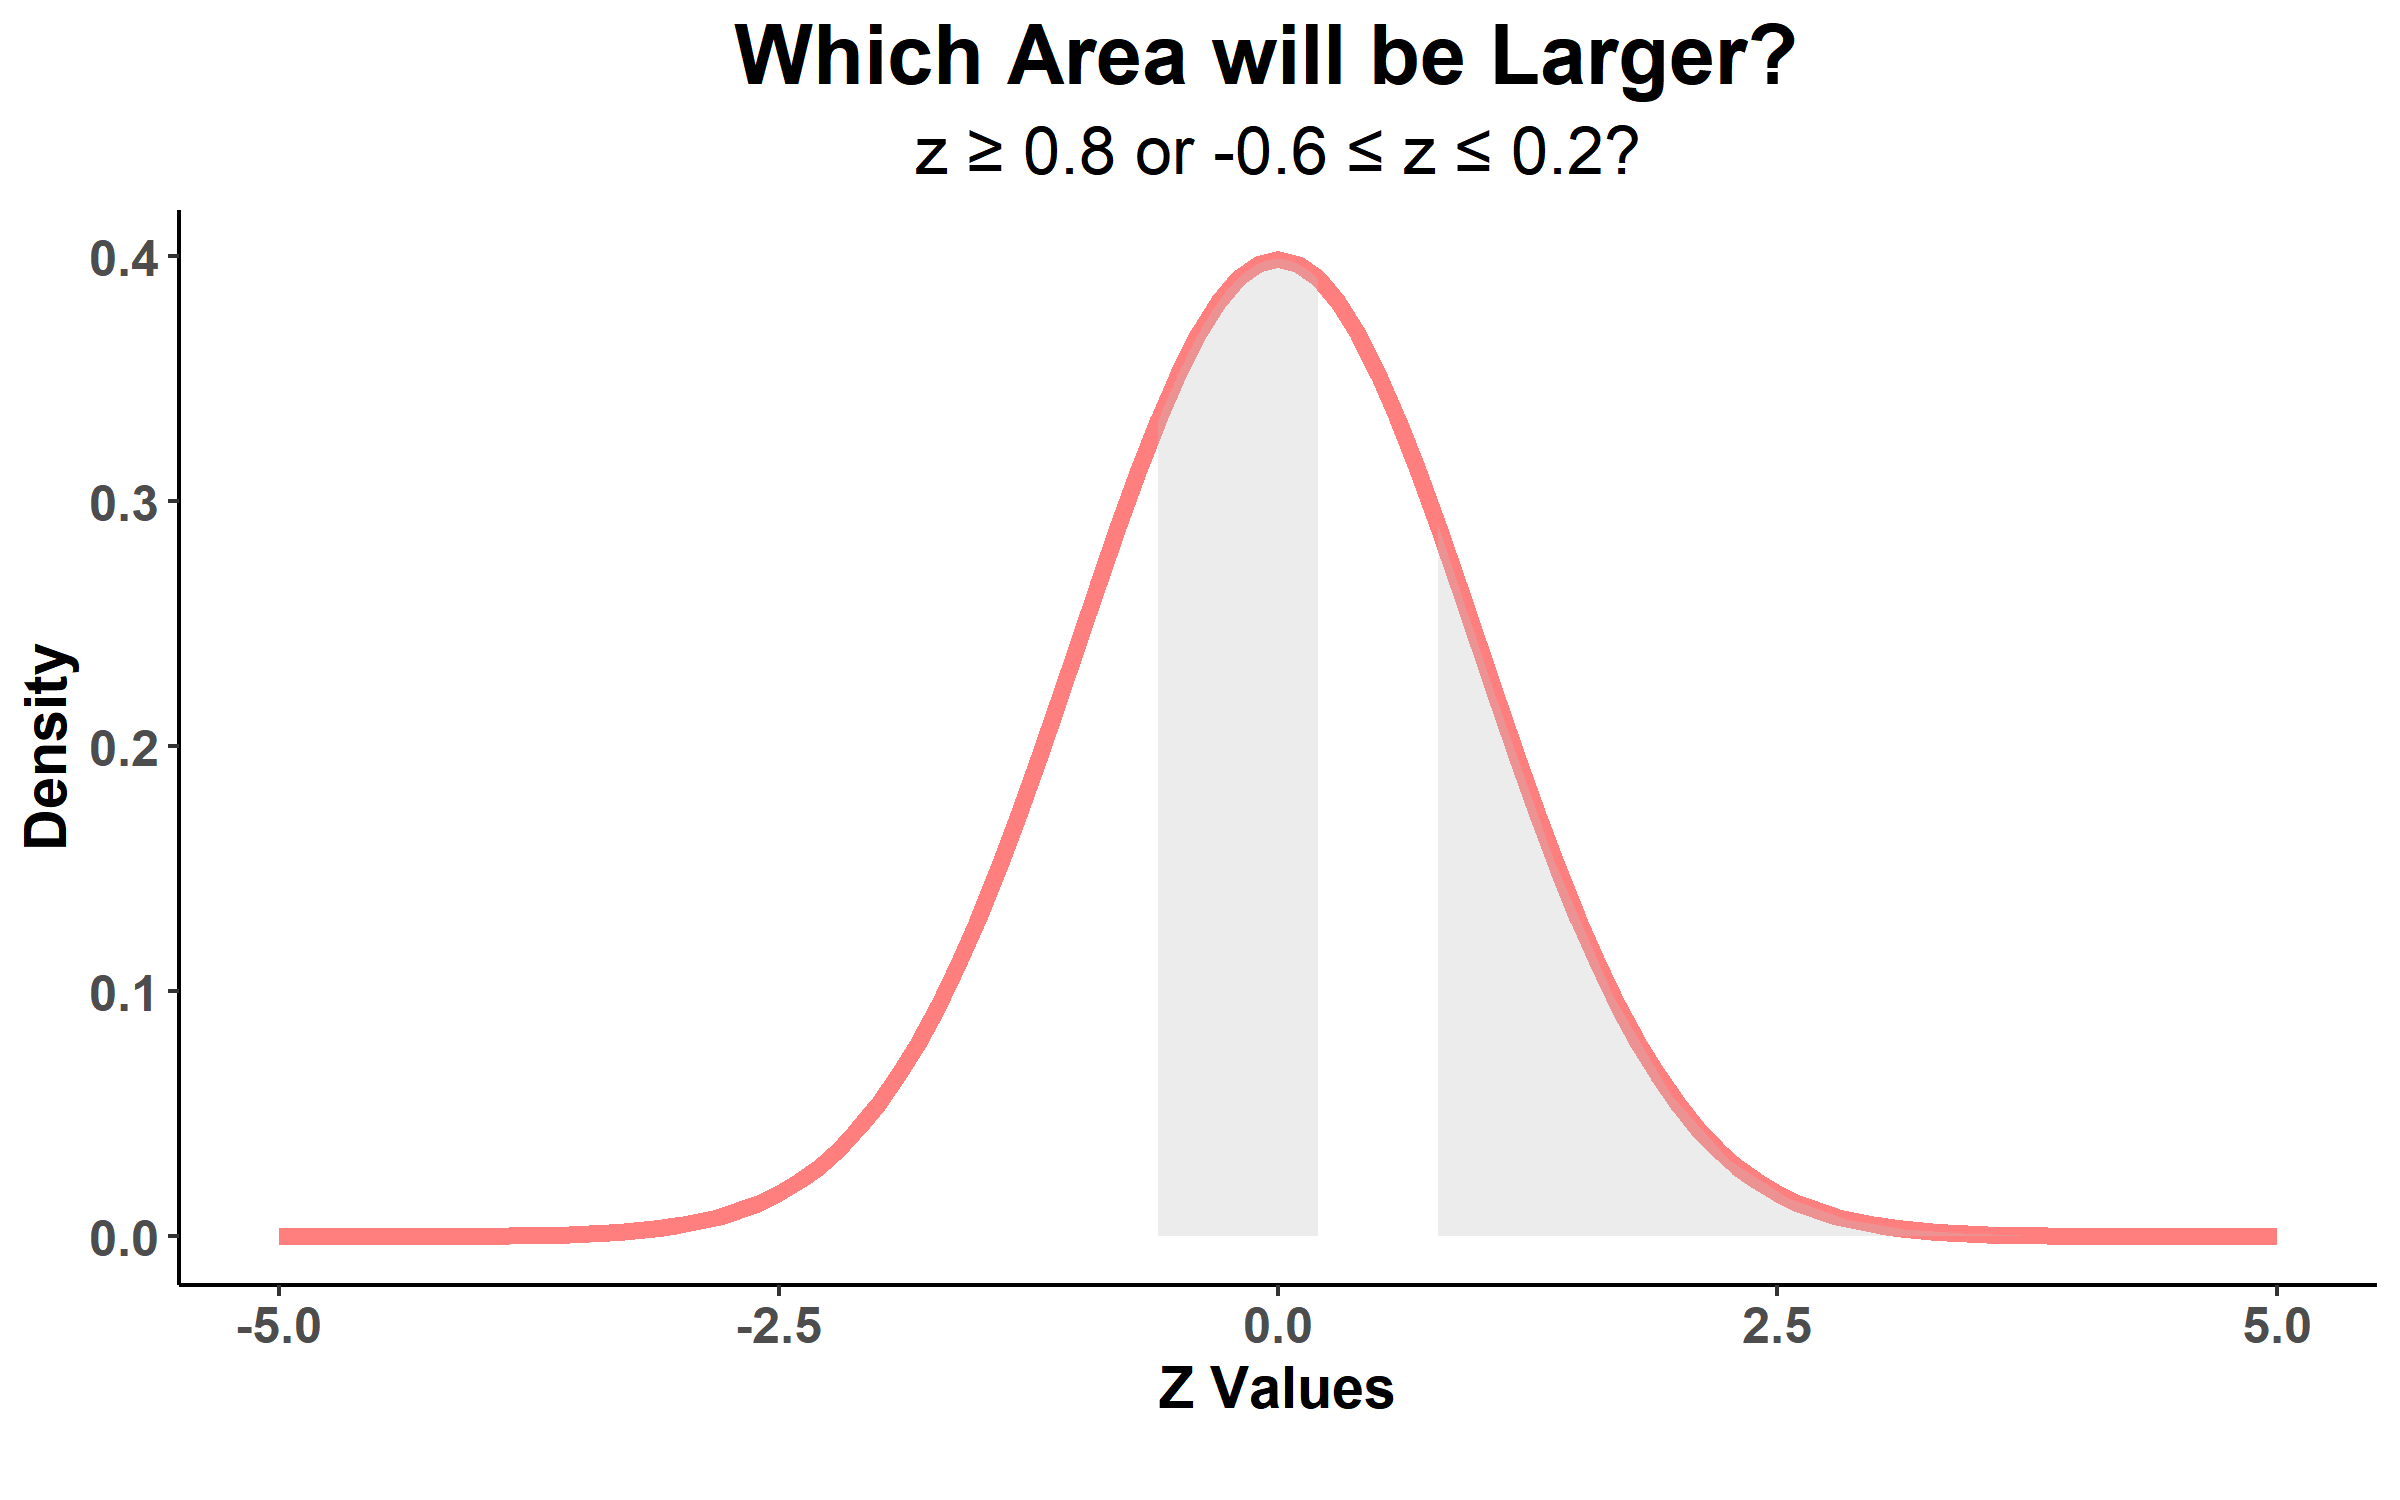 Which Area will be Larger?
z ≥ 0.8 or -0.6 ≤ z ≤ 0.2?
0.4
0.3
0.2
0.1
0.0
Density
-5.0 -2.5 0.0 2.5 5.0
Z Values